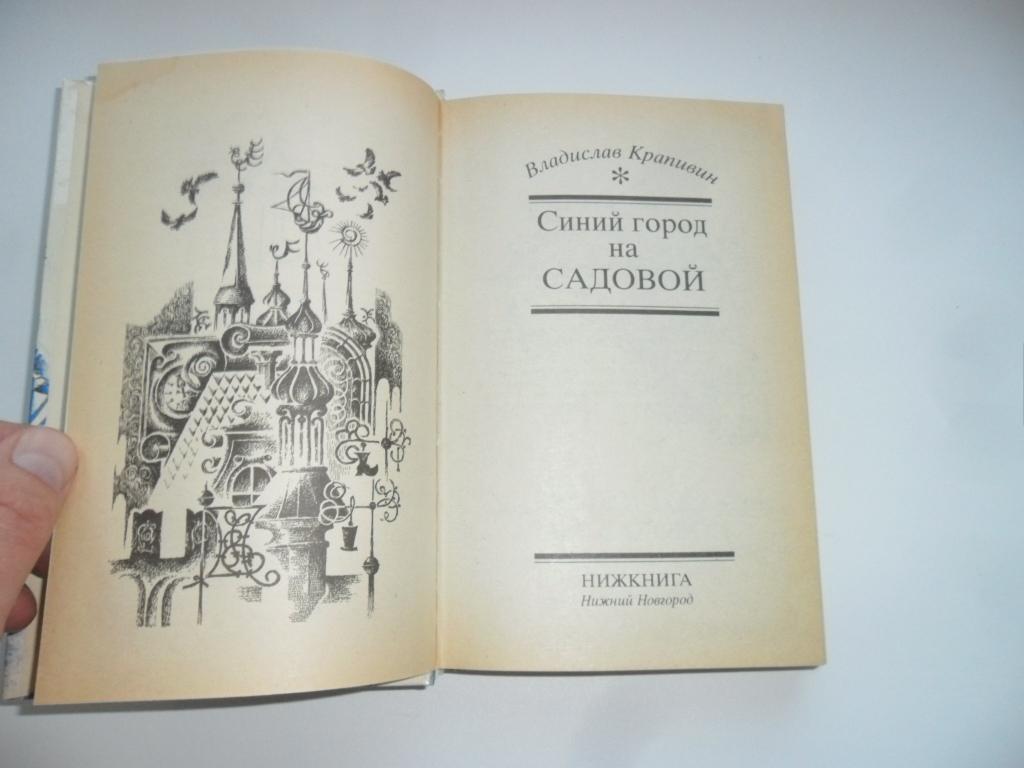 Владислав Крапивин
*
Синий город
на
САДОВОЙ
НИЖКНИГА
Нижний Новгород